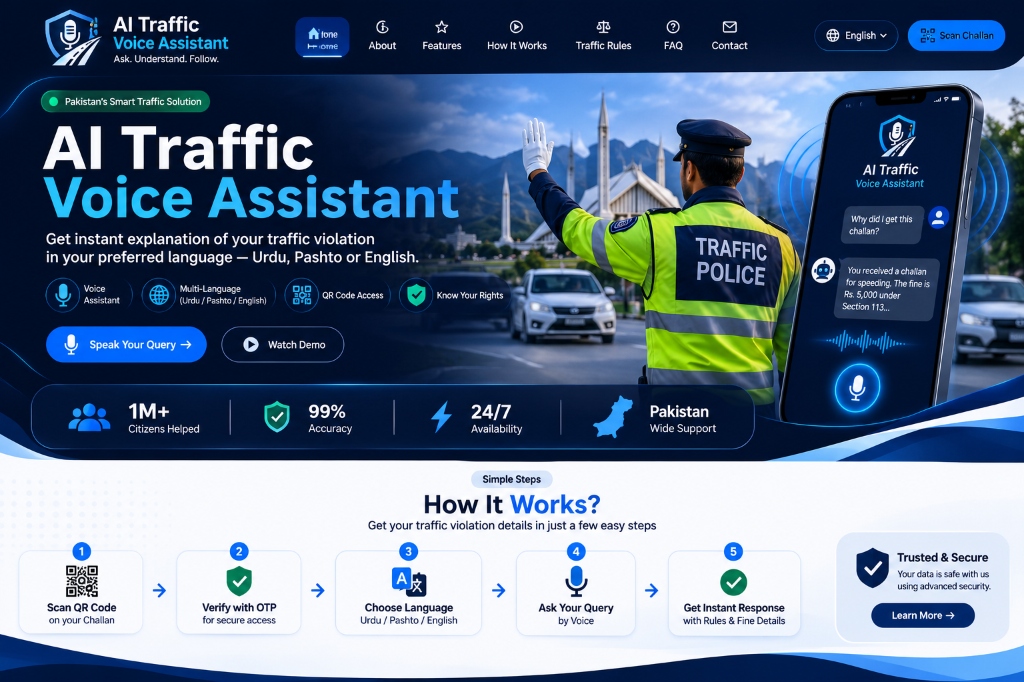 AI Traffic
Voice Assistant
Ask. Understand. Follow.
About
Features
How It Works
Traffic Rules
FAQ
Contact
English
Scan Challan
Pakistan's Smart Traffic Solution
AI Traffic
Voice Assistant
Get instant explanation of your traffic violation
in your preferred language — Urdu, Pashto or English.
Voice
Assistant
Multi-Language
(Urdu / Pashto / English)
QR Code Access
Know Your Rights
Speak Your Query →
Watch Demo
TRAFFIC
POLICE
AI Traffic
Voice Assistant
Why did I get this
challan?
You received a challan
for speeding. The fine is
Rs. 5,000 under
Section 113...
1M+
Citizens Helped
99%
Accuracy
24/7
Availability
Pakistan
Wide Support
Simple Steps
How It Works?
Get your traffic violation details in just a few easy steps
1
Scan QR Code
on your Challan
2
Verify with OTP
for secure access
3
A 文
Choose Language
Urdu / Pashto / English
4
Ask Your Query
by Voice
5
Get Instant Response
with Rules & Fine Details
Trusted & Secure
Your data is safe with us
using advanced security.
Learn More →